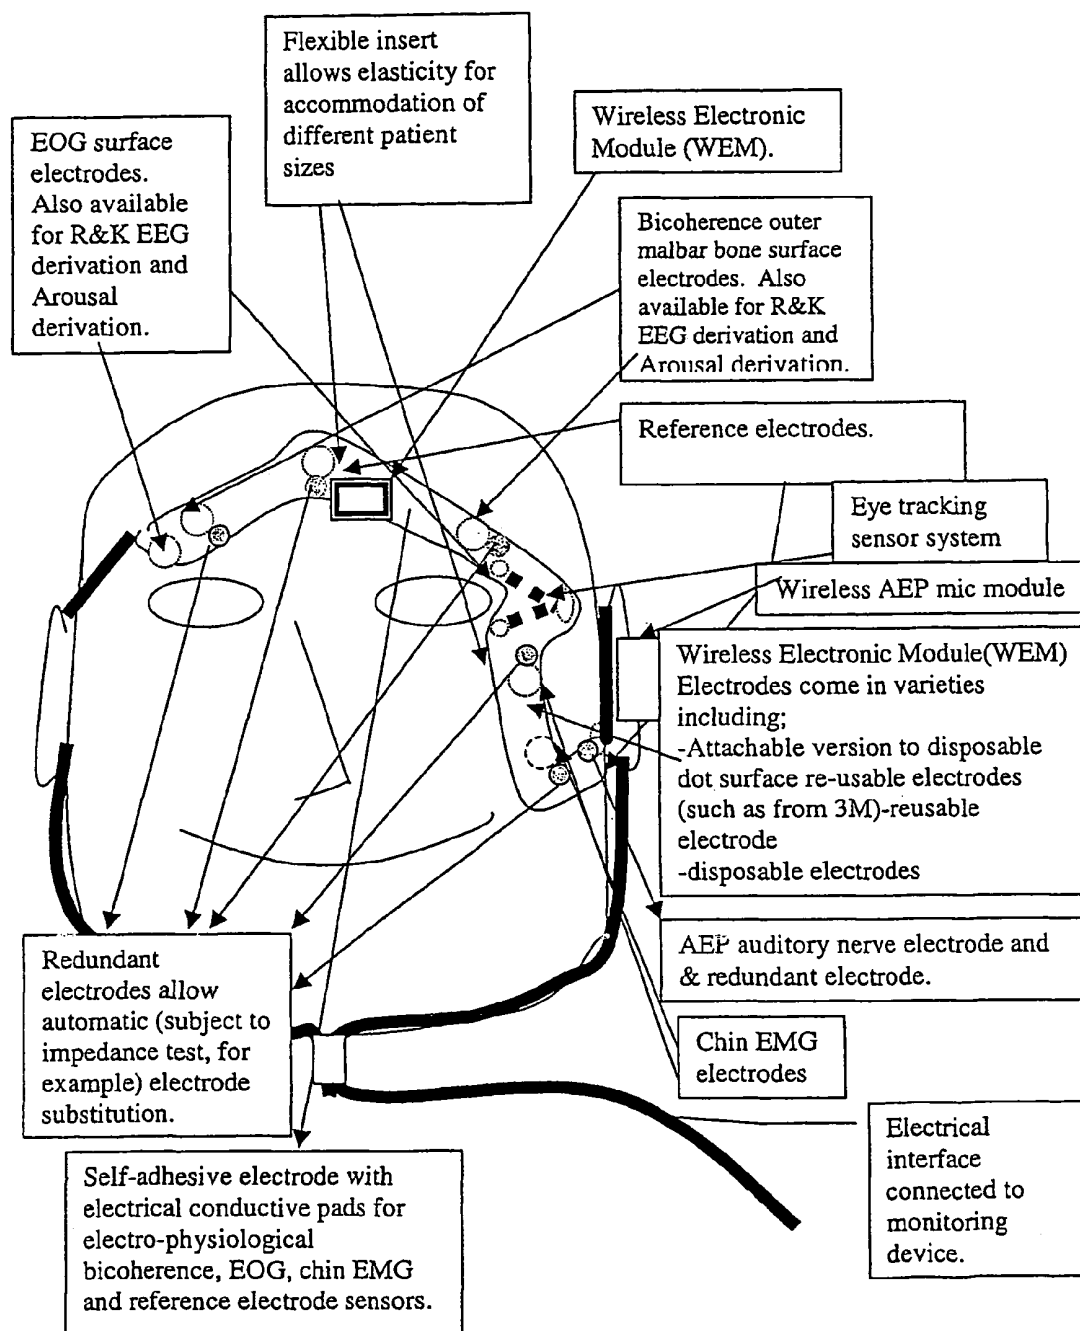 Flexible insert
allows elasticity for
accommodation of
different patient
sizes
Wireless Electronic
Module (WEM).
EOG surface
electrodes.
Also available
for R&K EEG
derivation and
Arousal
derivation.
Bicoherence outer
malbar bone surface
electrodes. Also
available for R&K
EEG derivation and
Arousal derivation.
Reference electrodes.
Eye tracking
sensor system
Wireless AEP mic module
Wireless Electronic Module(WEM)
Electrodes come in varieties
including;
-Attachable version to disposable
dot surface re-usable electrodes
(such as from 3M)-reusable
electrode
-disposable electrodes
AEP auditory nerve electrode and
& redundant electrode.
Redundant
electrodes allow
automatic (subject to
impedance test, for
example) electrode
substitution.
Chin EMG
electrodes
Electrical
interface
connected to
monitoring
device.
Self-adhesive electrode with
electrical conductive pads for
electro-physiological
bicoherence, EOG, chin EMG
and reference electrode sensors.